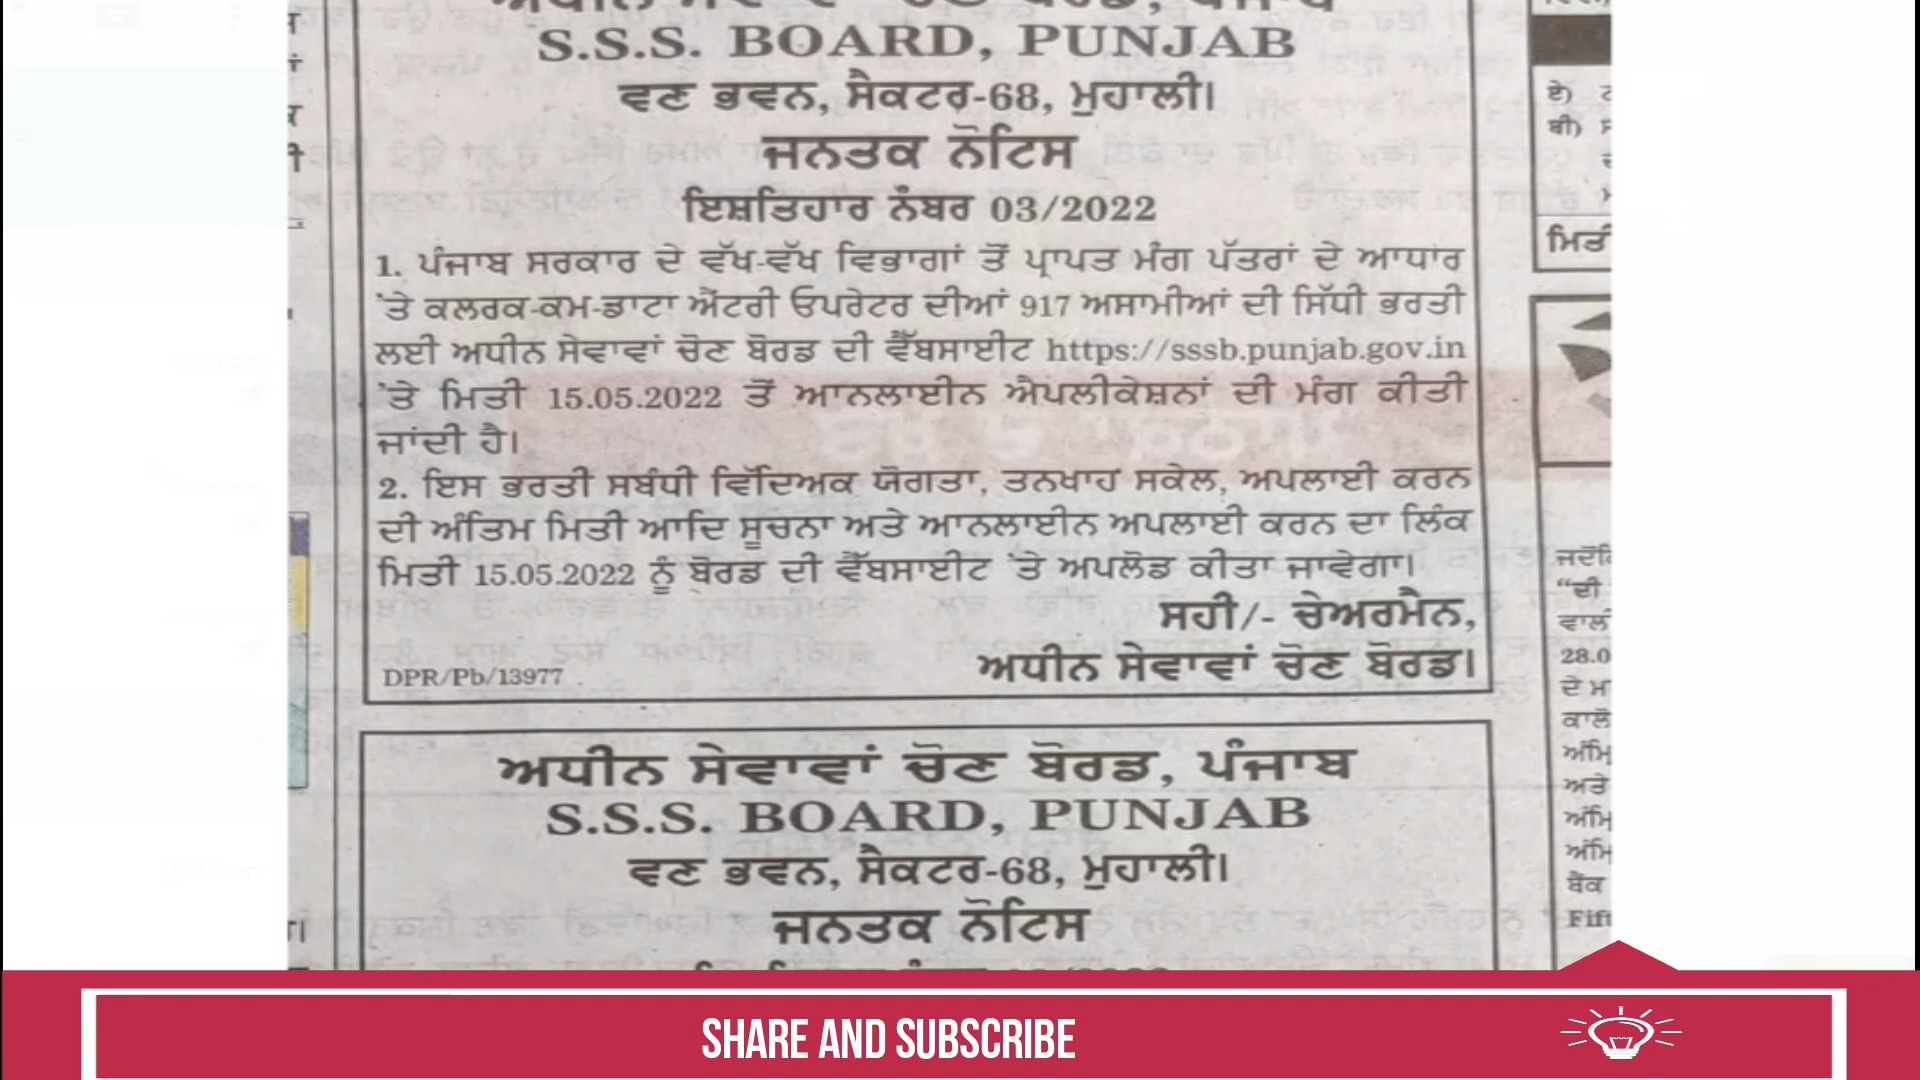 S.S.S. BOARD, PUNJAB
ਵਣ ਭਵਨ, ਸੈਕਟਰ-68, ਮੁਹਾਲੀ।
ਜਨਤਕ ਨੋਟਿਸ
ਇਸ਼ਤਿਹਾਰ ਨੰਬਰ 03/2022
1. ਪੰਜਾਬ ਸਰਕਾਰ ਦੇ ਵੱਖ-ਵੱਖ ਵਿਭਾਗਾਂ ਤੋਂ ਪ੍ਰਾਪਤ ਮੰਗ ਪੱਤਰਾਂ ਦੇ ਆਧਾਰ
'ਤੇ ਕਲਰਕ-ਕਮ-ਡਾਟਾ ਐਂਟਰੀ ਓਪਰੇਟਰ ਦੀਆਂ 917 ਅਸਾਮੀਆਂ ਦੀ ਸਿੱਧੀ ਭਰਤੀ
ਲਈ ਅਧੀਨ ਸੇਵਾਵਾਂ ਚੋਣ ਬੋਰਡ ਦੀ ਵੈੱਬਸਾਈਟ https://sssb.punjab.gov.in
'ਤੇ ਮਿਤੀ 15.05.2022 ਤੋਂ ਆਨਲਾਈਨ ਐਪਲੀਕੇਸ਼ਨਾਂ ਦੀ ਮੰਗ ਕੀਤੀ
ਜਾਂਦੀ ਹੈ।
2. ਇਸ ਭਰਤੀ ਸਬੰਧੀ ਵਿੱਦਿਅਕ ਯੋਗਤਾ, ਤਨਖਾਹ ਸਕੇਲ, ਅਪਲਾਈ ਕਰਨ
ਦੀ ਅੰਤਿਮ ਮਿਤੀ ਆਦਿ ਸੂਚਨਾ ਅਤੇ ਆਨਲਾਈਨ ਅਪਲਾਈ ਕਰਨ ਦਾ ਲਿੰਕ
ਮਿਤੀ 15.05.2022 ਨੂੰ ਬੋਰਡ ਦੀ ਵੈੱਬਸਾਈਟ 'ਤੇ ਅਪਲੋਡ ਕੀਤਾ ਜਾਵੇਗਾ।
ਸਹੀ/- ਚੇਅਰਮੈਨ,
DPR/Pb/13977 ਅਧੀਨ ਸੇਵਾਵਾਂ ਚੋਣ ਬੋਰਡ।
ਅਧੀਨ ਸੇਵਾਵਾਂ ਚੋਣ ਬੋਰਡ, ਪੰਜਾਬ
S.S.S. BOARD, PUNJAB
ਵਣ ਭਵਨ, ਸੈਕਟਰ-68, ਮੁਹਾਲੀ।
ਜਨਤਕ ਨੋਟਿਸ
ਏ)
ਬੀ)
“ਦੀ
28.0
ਅਤੇ
ਬੈਂਕ
SHARE AND SUBSCRIBE